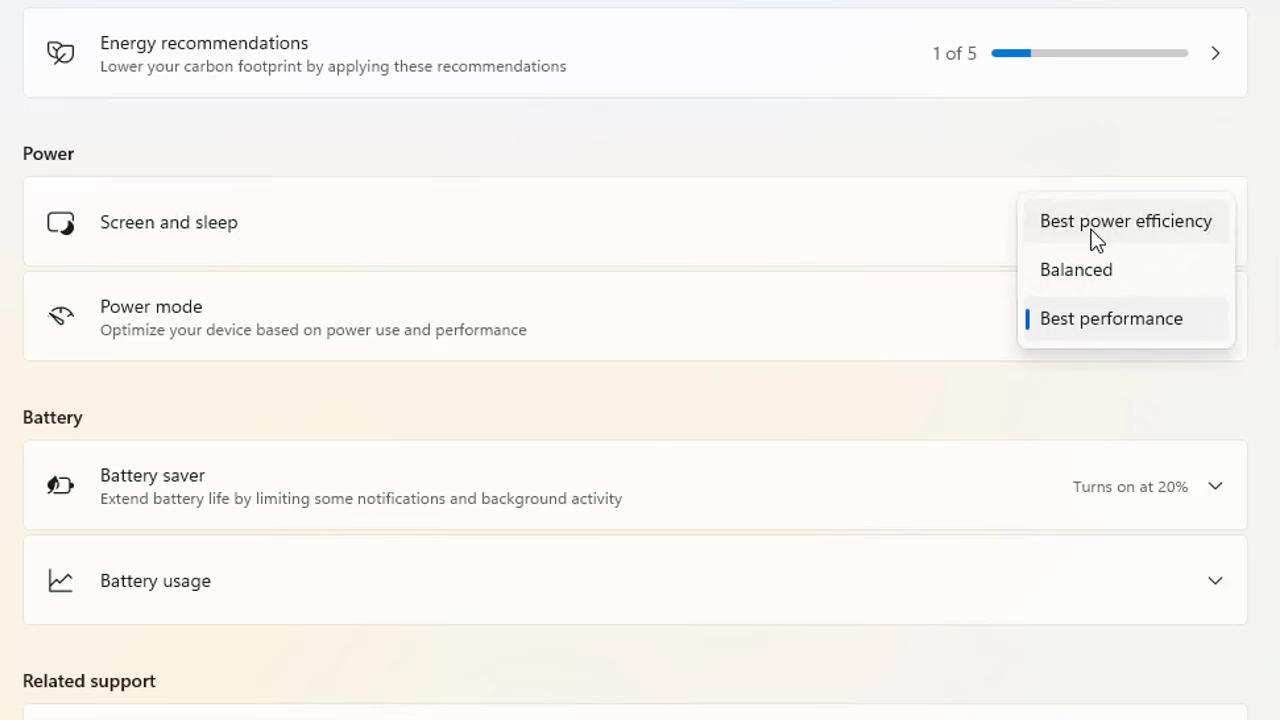 Energy recommendations
Lower your carbon footprint by applying these recommendations
1 of 5
Power
Screen and sleep
Best power efficiency
Balanced
Best performance
Power mode
Optimize your device based on power use and performance
Battery
Battery saver
Extend battery life by limiting some notifications and background activity
Turns on at 20%
Battery usage
Related support